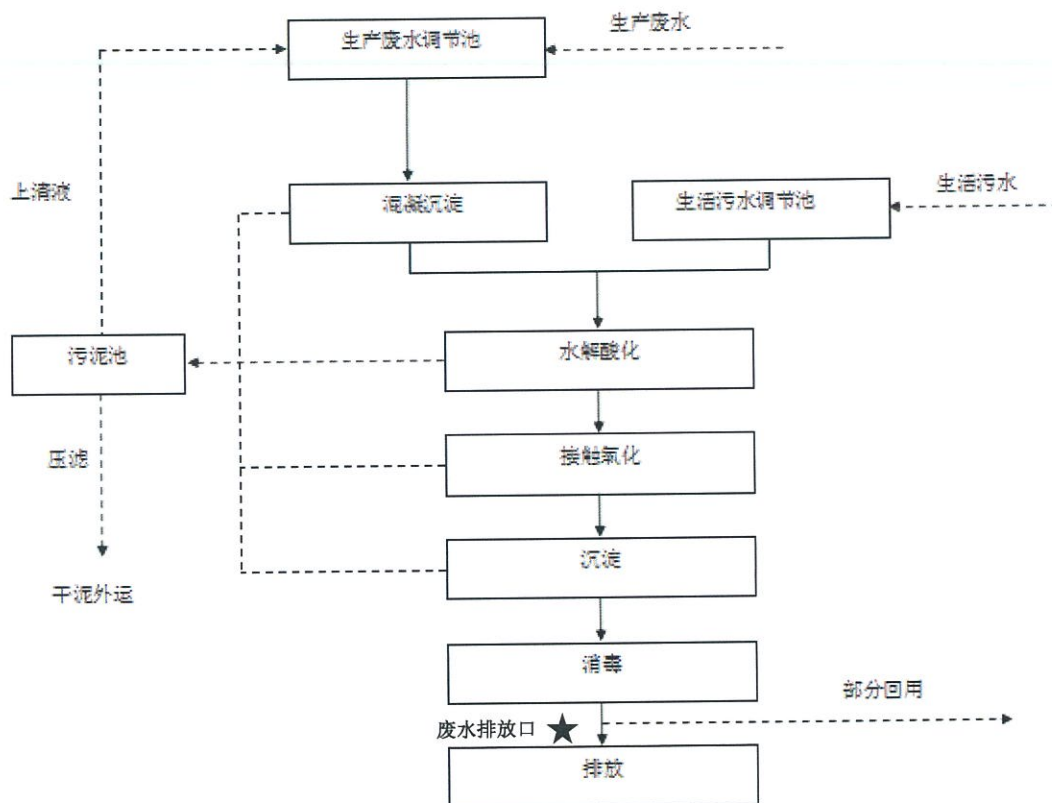 生产废水
生产废水调节池
上清液
混凝沉淀
生活污水调节池
生活污水
污泥池
水解酸化
压滤
接触氧化
干泥外运
沉淀
消毒
部分回用
废水排放口
排放